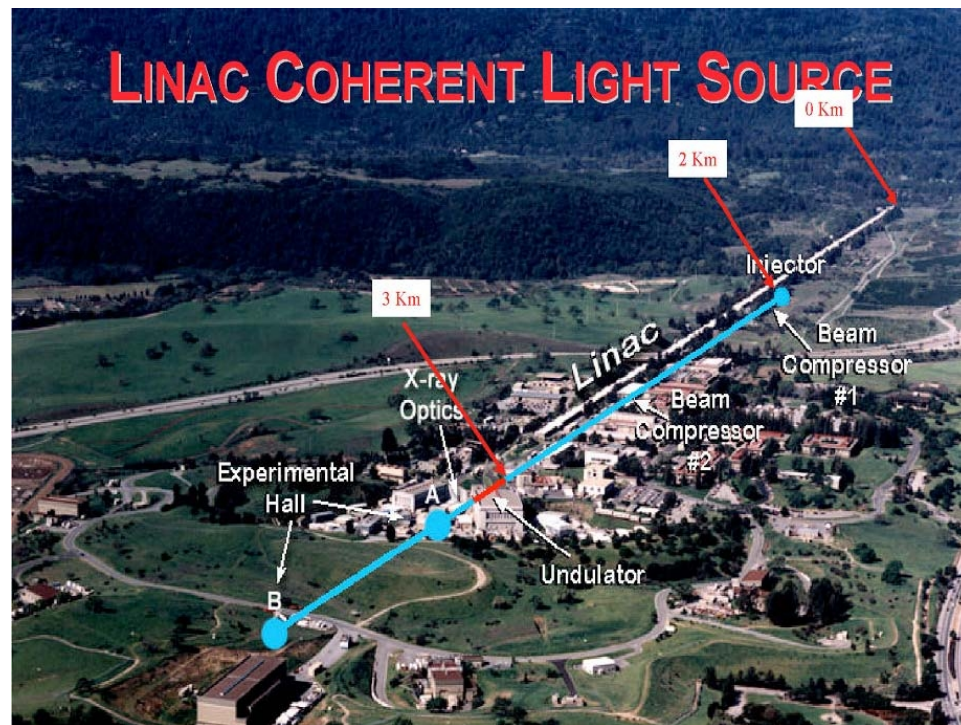 LINAC COHERENT LIGHT SOURCE
0 Km
2 Km
Injector
3 Km
Linac
Beam
Compressor
#1
X-ray
Optics
Beam
Compressor
#2
Experimental
Hall
A
Undulator
B